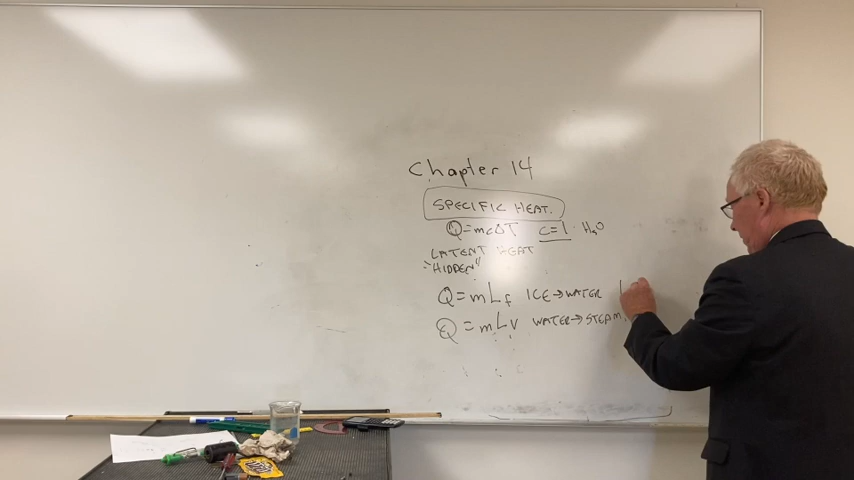 Chapter 14
SPECIFIC HEAT.
Q=mcΔT c=1 H₂O
LATENT HEAT
"HIDDEN"
Q=mLf ICE→WATER
Q=mLv WATER→STEAM